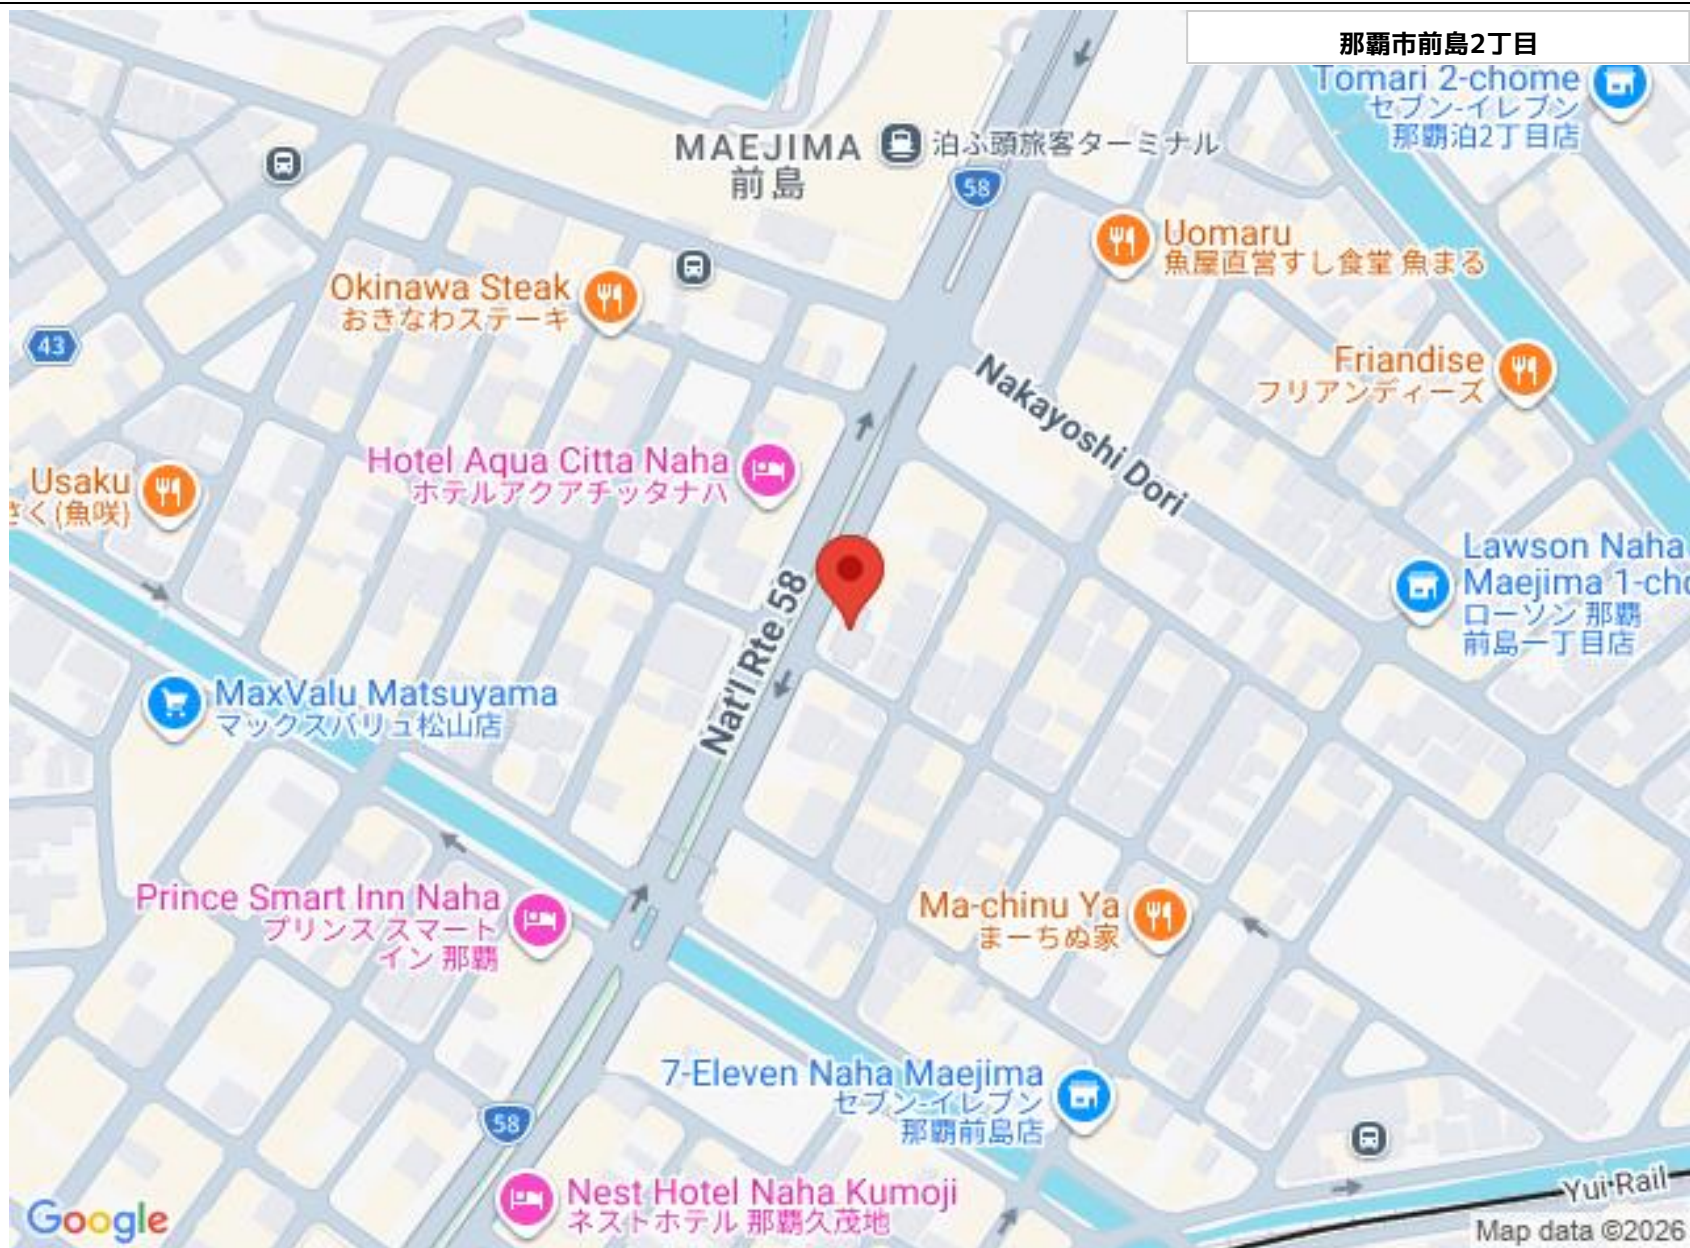 那覇市前島2丁目
Tomari 2-chome
セブン-イレブン
那覇泊2丁目店
MAEJIMA
前島
泊ふ頭旅客ターミナル
58
Uomaru
魚屋直営すし食堂 魚まる
Okinawa Steak
おきなわステーキ
43
Nakayoshi Dori
Friandise
フリアンディーズ
Hotel Aqua Citta Naha
ホテルアクアチッタナハ
Usaku
さく(魚咲)
Lawson Naha
Maejima 1-cho
ローソン 那覇
前島一丁目店
Nat'l Rte 58
MaxValu Matsuyama
マックスバリュ松山店
Prince Smart Inn Naha
プリンス スマート
イン 那覇
Ma-chinu Ya
まーちぬ家
7-Eleven Naha Maejima
セブン-イレブン
那覇前島店
58
Nest Hotel Naha Kumoji
ネストホテル 那覇久茂地
Yui Rail
Google
Map data ©2026